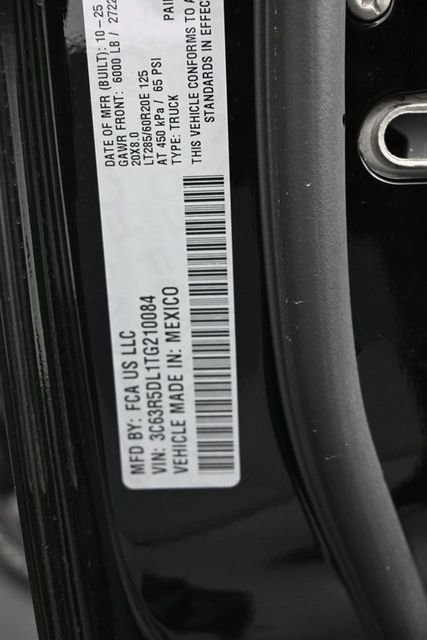 MFD BY: FCA US LLC
VIN: 3C63R5DL1TG210084
VEHICLE MADE IN: MEXICO
DATE OF MFR (BUILT): 10-25
GAWR FRONT: 6000 LB / 272
20X8.0
LT285/60R20E 125
AT 450 kPa / 65 PSI
TYPE: TRUCK
PAI
THIS VEHICLE CONFORMS TO A
STANDARDS IN EFFEC